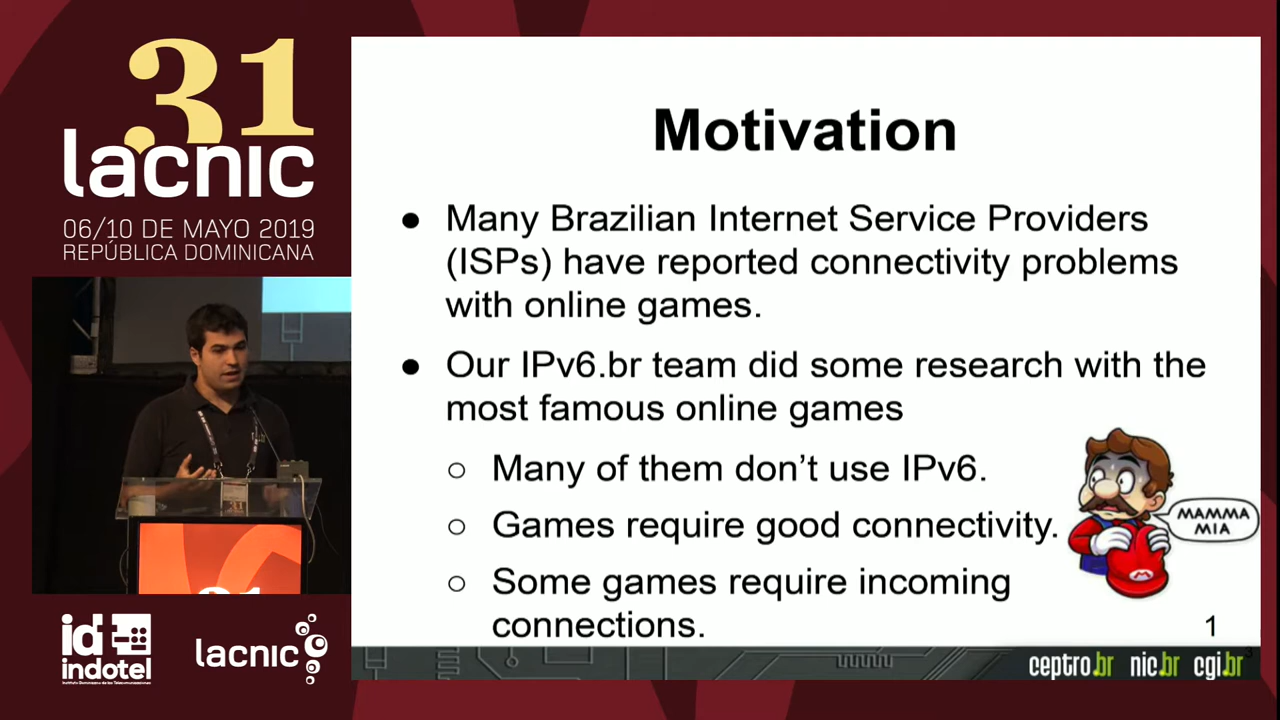 31
lacnic
06/10 DE MAYO 2019
REPÚBLICA DOMINICANA
Motivation
● Many Brazilian Internet Service Providers
(ISPs) have reported connectivity problems
with online games.
● Our IPv6.br team did some research with the
most famous online games
○ Many of them don’t use IPv6.
○ Games require good connectivity.
○ Some games require incoming
connections.
MAMMA
MIA
1
31
id
indotel
Instituto Dominicano de las Telecomunicaciones
lacnic
ceptro.br nic.br cgi.br